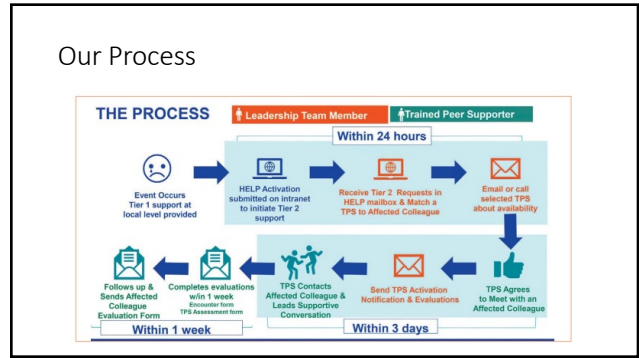 Our Process
THE PROCESS
Leadership Team Member
Trained Peer Supporter
Within 24 hours
Event Occurs
Tier 1 support at
local level provided
HELP Activation
submitted on intranet
to initiate Tier 2
support
Receive Tier 2 Requests in
HELP mailbox & Match a
TPS to Affected Colleague
Email or call
selected TPS
about availability
TPS Agrees
to Meet with an
Affected Colleague
Send TPS Activation
Notification & Evaluations
TPS Contacts
Affected Colleague &
Leads Supportive
Conversation
Completes evaluations
w/in 1 week
Encounter form
TPS Assessment form
Follows up &
Sends Affected
Colleague
Evaluation Form
Within 1 week
Within 3 days